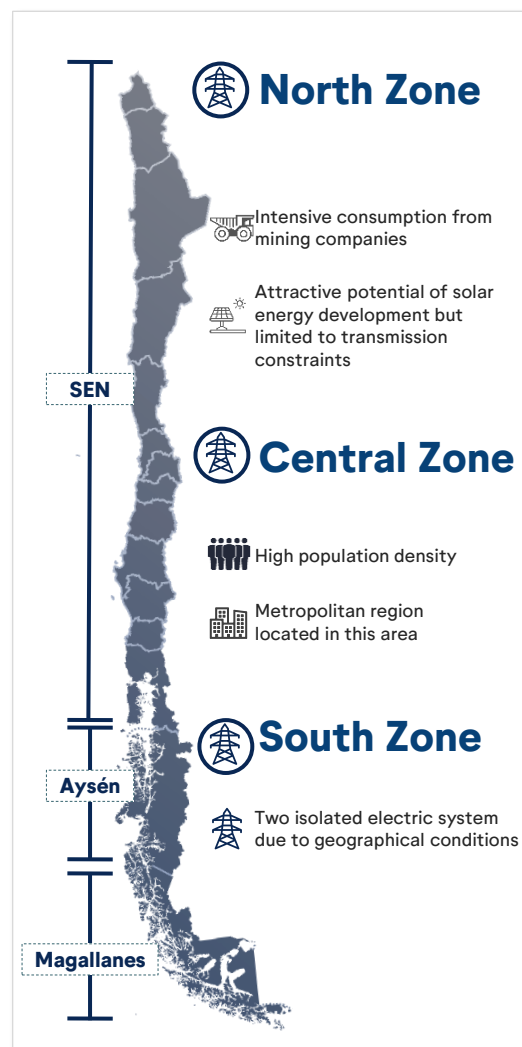 North Zone
Intensive consumption from
mining companies
Attractive potential of solar
energy development but
limited to transmission
constraints
SEN
Central Zone
High population density
Metropolitan region
located in this area
South Zone
Aysén
Two isolated electric system
due to geographical conditions
Magallanes